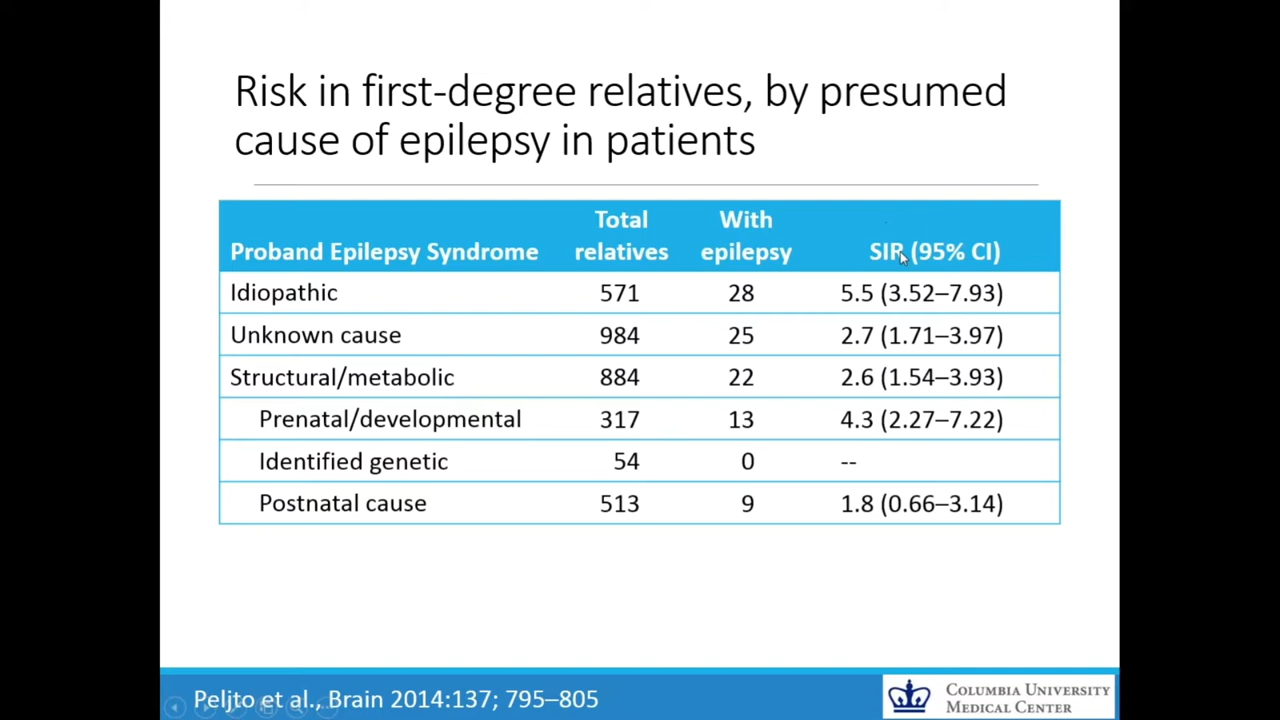 Risk in first-degree relatives, by presumed
cause of epilepsy in patients
Proband Epilepsy Syndrome Total relatives With epilepsy SIR (95% CI)
Idiopathic 571 28 5.5 (3.52–7.93)
Unknown cause 984 25 2.7 (1.71–3.97)
Structural/metabolic 884 22 2.6 (1.54–3.93)
Prenatal/developmental 317 13 4.3 (2.27–7.22)
Identified genetic 54 0 --
Postnatal cause 513 9 1.8 (0.66–3.14)
Peljto et al., Brain 2014:137; 795–805
COLUMBIA UNIVERSITY
MEDICAL CENTER